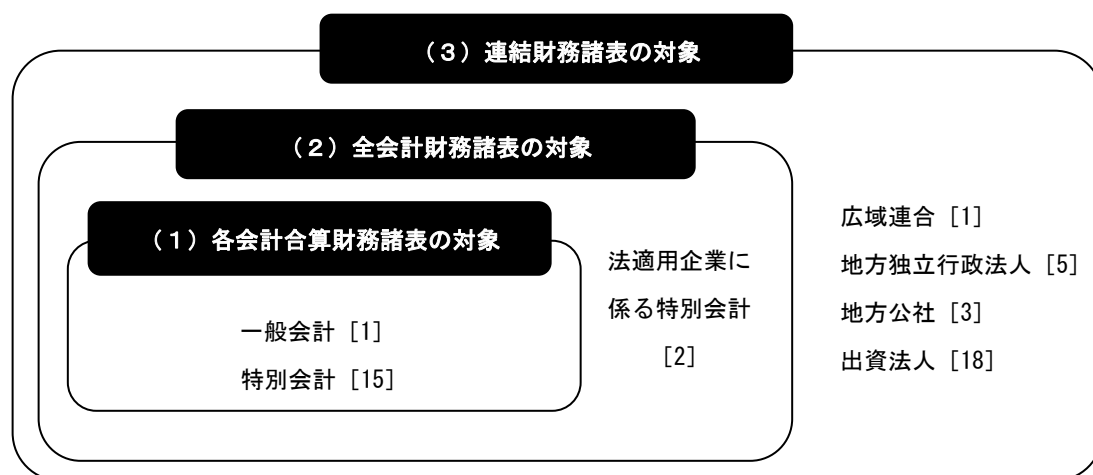 （３）連結財務諸表の対象
（２）全会計財務諸表の対象
（１）各会計合算財務諸表の対象
一般会計 [1]
特別会計 [15]
法適用企業に
係る特別会計
[2]
広域連合 [1]
地方独立行政法人 [5]
地方公社 [3]
出資法人 [18]